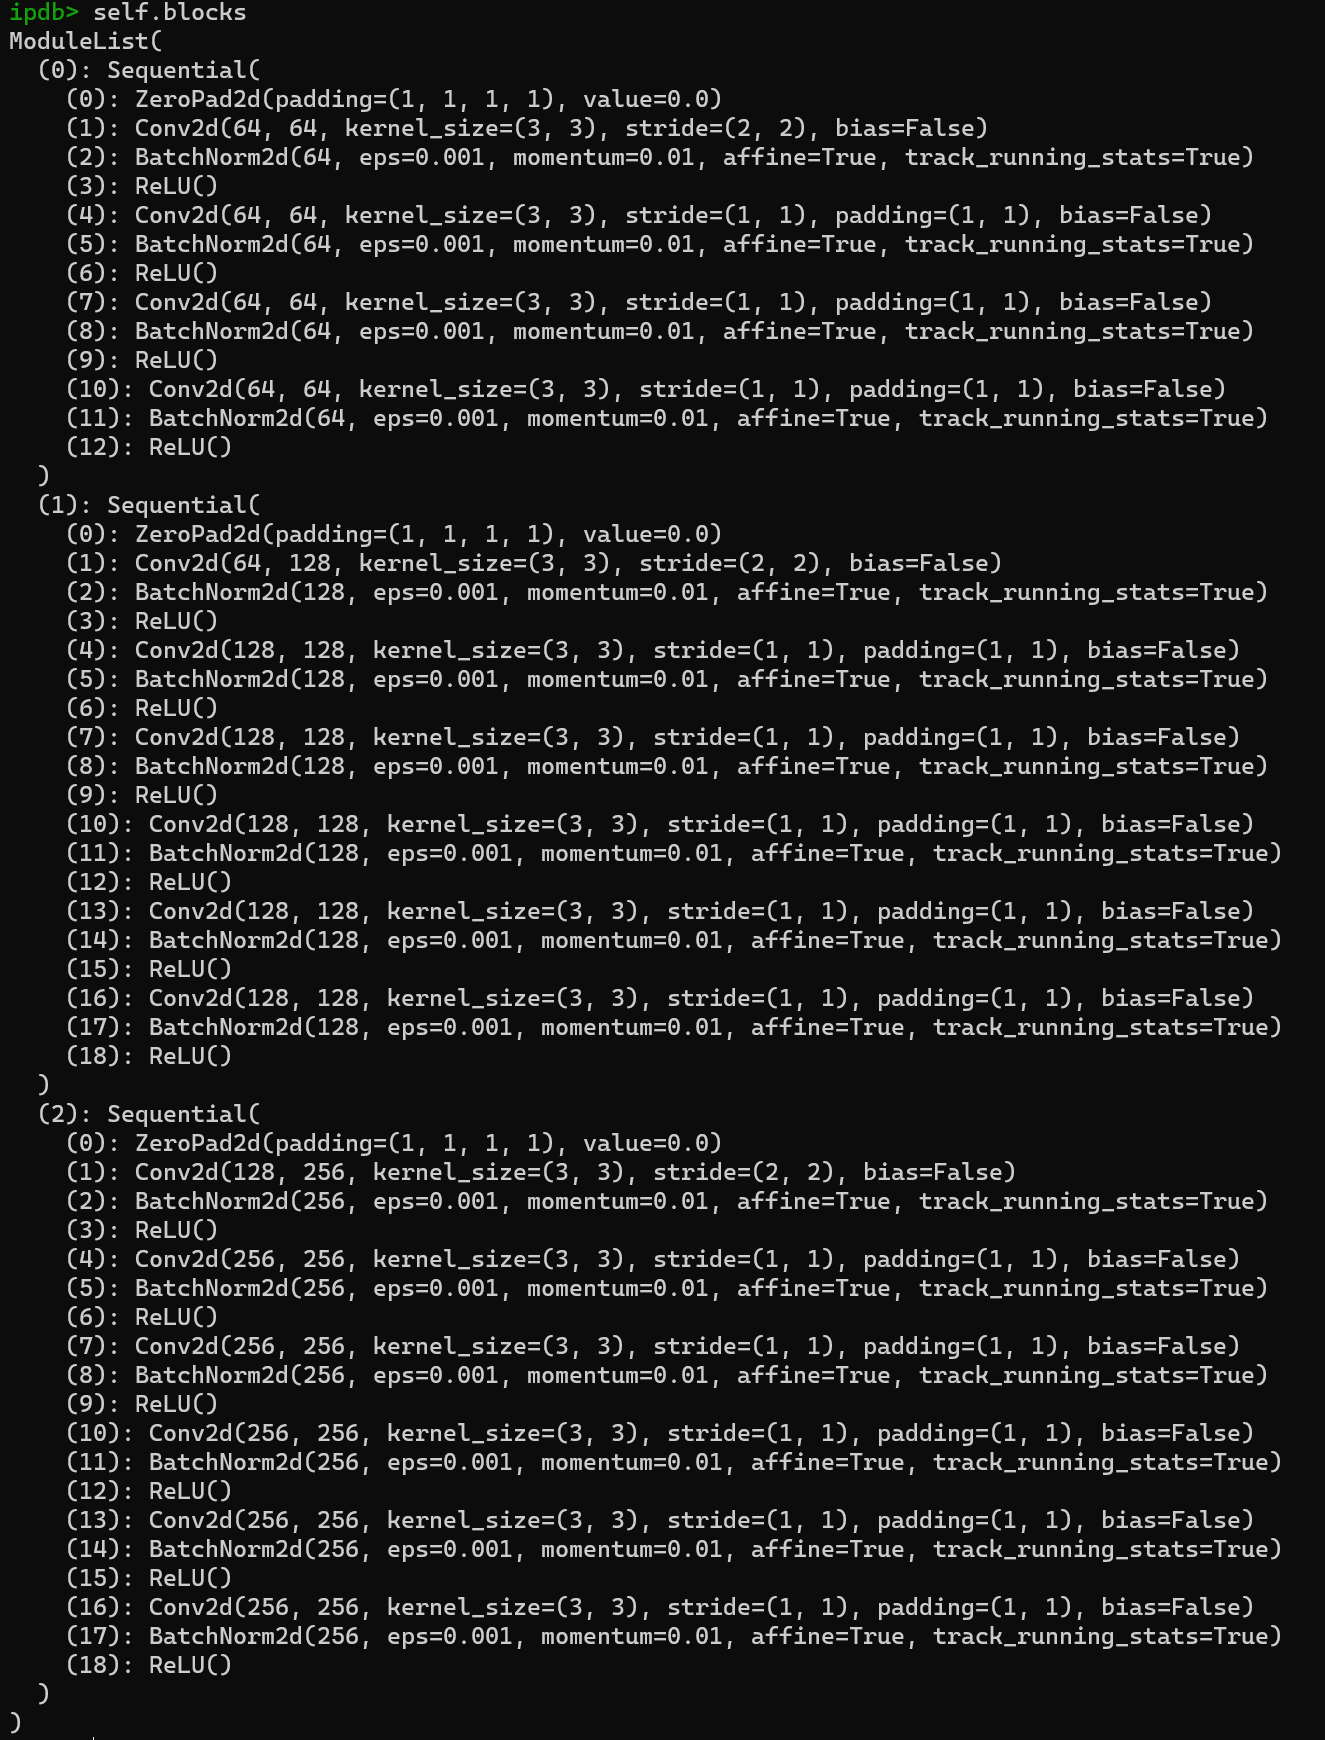 ipdb> self.blocks
ModuleList(
  (0): Sequential(
    (0): ZeroPad2d(padding=(1, 1, 1, 1), value=0.0)
    (1): Conv2d(64, 64, kernel_size=(3, 3), stride=(2, 2), bias=False)
    (2): BatchNorm2d(64, eps=0.001, momentum=0.01, affine=True, track_running_stats=True)
    (3): ReLU()
    (4): Conv2d(64, 64, kernel_size=(3, 3), stride=(1, 1), padding=(1, 1), bias=False)
    (5): BatchNorm2d(64, eps=0.001, momentum=0.01, affine=True, track_running_stats=True)
    (6): ReLU()
    (7): Conv2d(64, 64, kernel_size=(3, 3), stride=(1, 1), padding=(1, 1), bias=False)
    (8): BatchNorm2d(64, eps=0.001, momentum=0.01, affine=True, track_running_stats=True)
    (9): ReLU()
    (10): Conv2d(64, 64, kernel_size=(3, 3), stride=(1, 1), padding=(1, 1), bias=False)
    (11): BatchNorm2d(64, eps=0.001, momentum=0.01, affine=True, track_running_stats=True)
    (12): ReLU()
  )
  (1): Sequential(
    (0): ZeroPad2d(padding=(1, 1, 1, 1), value=0.0)
    (1): Conv2d(64, 128, kernel_size=(3, 3), stride=(2, 2), bias=False)
    (2): BatchNorm2d(128, eps=0.001, momentum=0.01, affine=True, track_running_stats=True)
    (3): ReLU()
    (4): Conv2d(128, 128, kernel_size=(3, 3), stride=(1, 1), padding=(1, 1), bias=False)
    (5): BatchNorm2d(128, eps=0.001, momentum=0.01, affine=True, track_running_stats=True)
    (6): ReLU()
    (7): Conv2d(128, 128, kernel_size=(3, 3), stride=(1, 1), padding=(1, 1), bias=False)
    (8): BatchNorm2d(128, eps=0.001, momentum=0.01, affine=True, track_running_stats=True)
    (9): ReLU()
    (10): Conv2d(128, 128, kernel_size=(3, 3), stride=(1, 1), padding=(1, 1), bias=False)
    (11): BatchNorm2d(128, eps=0.001, momentum=0.01, affine=True, track_running_stats=True)
    (12): ReLU()
    (13): Conv2d(128, 128, kernel_size=(3, 3), stride=(1, 1), padding=(1, 1), bias=False)
    (14): BatchNorm2d(128, eps=0.001, momentum=0.01, affine=True, track_running_stats=True)
    (15): ReLU()
    (16): Conv2d(128, 128, kernel_size=(3, 3), stride=(1, 1), padding=(1, 1), bias=False)
    (17): BatchNorm2d(128, eps=0.001, momentum=0.01, affine=True, track_running_stats=True)
    (18): ReLU()
  )
  (2): Sequential(
    (0): ZeroPad2d(padding=(1, 1, 1, 1), value=0.0)
    (1): Conv2d(128, 256, kernel_size=(3, 3), stride=(2, 2), bias=False)
    (2): BatchNorm2d(256, eps=0.001, momentum=0.01, affine=True, track_running_stats=True)
    (3): ReLU()
    (4): Conv2d(256, 256, kernel_size=(3, 3), stride=(1, 1), padding=(1, 1), bias=False)
    (5): BatchNorm2d(256, eps=0.001, momentum=0.01, affine=True, track_running_stats=True)
    (6): ReLU()
    (7): Conv2d(256, 256, kernel_size=(3, 3), stride=(1, 1), padding=(1, 1), bias=False)
    (8): BatchNorm2d(256, eps=0.001, momentum=0.01, affine=True, track_running_stats=True)
    (9): ReLU()
    (10): Conv2d(256, 256, kernel_size=(3, 3), stride=(1, 1), padding=(1, 1), bias=False)
    (11): BatchNorm2d(256, eps=0.001, momentum=0.01, affine=True, track_running_stats=True)
    (12): ReLU()
    (13): Conv2d(256, 256, kernel_size=(3, 3), stride=(1, 1), padding=(1, 1), bias=False)
    (14): BatchNorm2d(256, eps=0.001, momentum=0.01, affine=True, track_running_stats=True)
    (15): ReLU()
    (16): Conv2d(256, 256, kernel_size=(3, 3), stride=(1, 1), padding=(1, 1), bias=False)
    (17): BatchNorm2d(256, eps=0.001, momentum=0.01, affine=True, track_running_stats=True)
    (18): ReLU()
  )
)